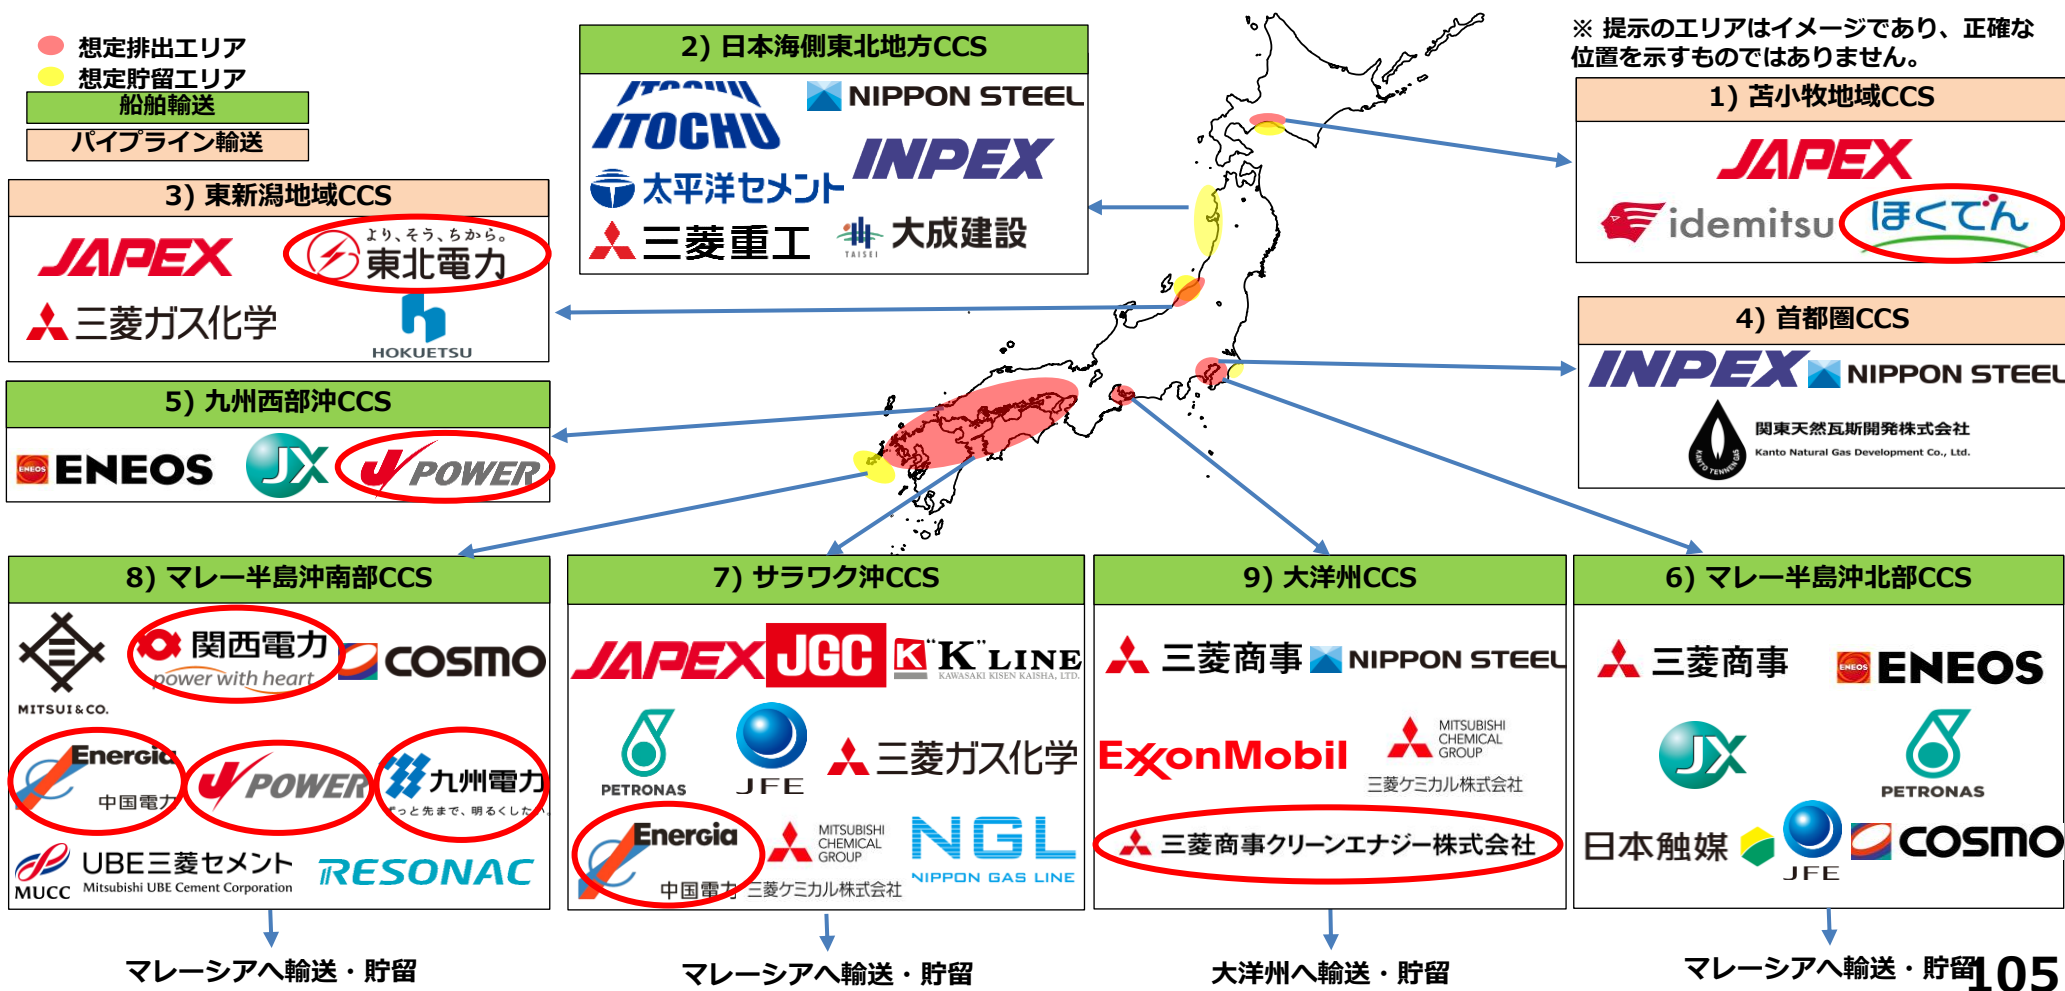 想定排出エリア
想定貯留エリア
船舶輸送
パイプライン輸送
※ 提示のエリアはイメージであり、正確な
位置を示すものではありません。
2) 日本海側東北地方CCS
ITOCHU
ITOCHU
NIPPON STEEL
INPEX
太平洋セメント
三菱重工
TAISEI
大成建設
1) 苫小牧地域CCS
JAPEX
idemitsu
ほくでん
3) 東新潟地域CCS
JAPEX
より、そう、ちから。
東北電力
三菱ガス化学
HOKUETSU
4) 首都圏CCS
INPEX
NIPPON STEEL
KANTO TENNEN GAS
関東天然瓦斯開発株式会社
Kanto Natural Gas Development Co., Ltd.
5) 九州西部沖CCS
ENEOS
ENEOS
JX
J POWER
8) マレー半島沖南部CCS
MITSUI & CO.
関西電力
power with heart
COSMO
Energia
中国電力
J POWER
九州電力
ずっと先まで、明るくしたい。
MUCC
UBE三菱セメント
Mitsubishi UBE Cement Corporation
RESONAC
マレーシアへ輸送・貯留
7) サラワク沖CCS
JAPEX
JGC
K
"K" LINE
KAWASAKI KISEN KAISHA, LTD.
PETRONAS
JFE
三菱ガス化学
Energia
中国電力
MITSUBISHI
CHEMICAL
GROUP
三菱ケミカル株式会社
NGL
NIPPON GAS LINE
マレーシアへ輸送・貯留
9) 大洋州CCS
三菱商事
NIPPON STEEL
ExxonMobil
MITSUBISHI
CHEMICAL
GROUP
三菱ケミカル株式会社
三菱商事クリーンエナジー株式会社
大洋州へ輸送・貯留
6) マレー半島沖北部CCS
三菱商事
ENEOS
ENEOS
JX
PETRONAS
日本触媒
JFE
COSMO
マレーシアへ輸送・貯留
105